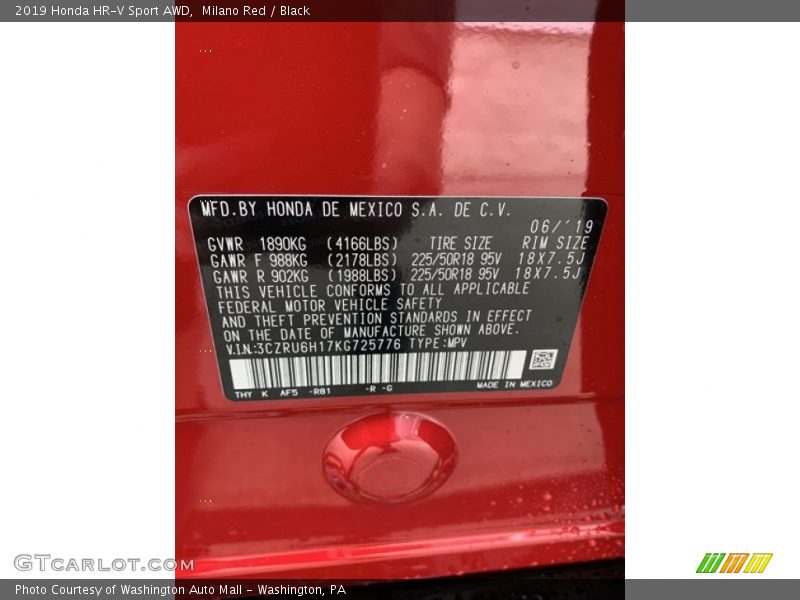 2019 Honda HR-V Sport AWD, Milano Red / Black
MFD.BY HONDA DE MEXICO S.A. DE C.V.
06/'19
GVWR 1890KG (4166LBS) TIRE SIZE RIM SIZE
GAWR F 988KG (2178LBS) 225/50R18 95V 18X7.5J
GAWR R 902KG (1988LBS) 225/50R18 95V 18X7.5J
THIS VEHICLE CONFORMS TO ALL APPLICABLE
FEDERAL MOTOR VEHICLE SAFETY
AND THEFT PREVENTION STANDARDS IN EFFECT
ON THE DATE OF MANUFACTURE SHOWN ABOVE.
V.I.N:3CZRU6H17KG725776 TYPE:MPV
THY K AF5 -R81 -R -G MADE IN MEXICO
GTCARLOT.COM
Photo Courtesy of Washington Auto Mall - Washington, PA